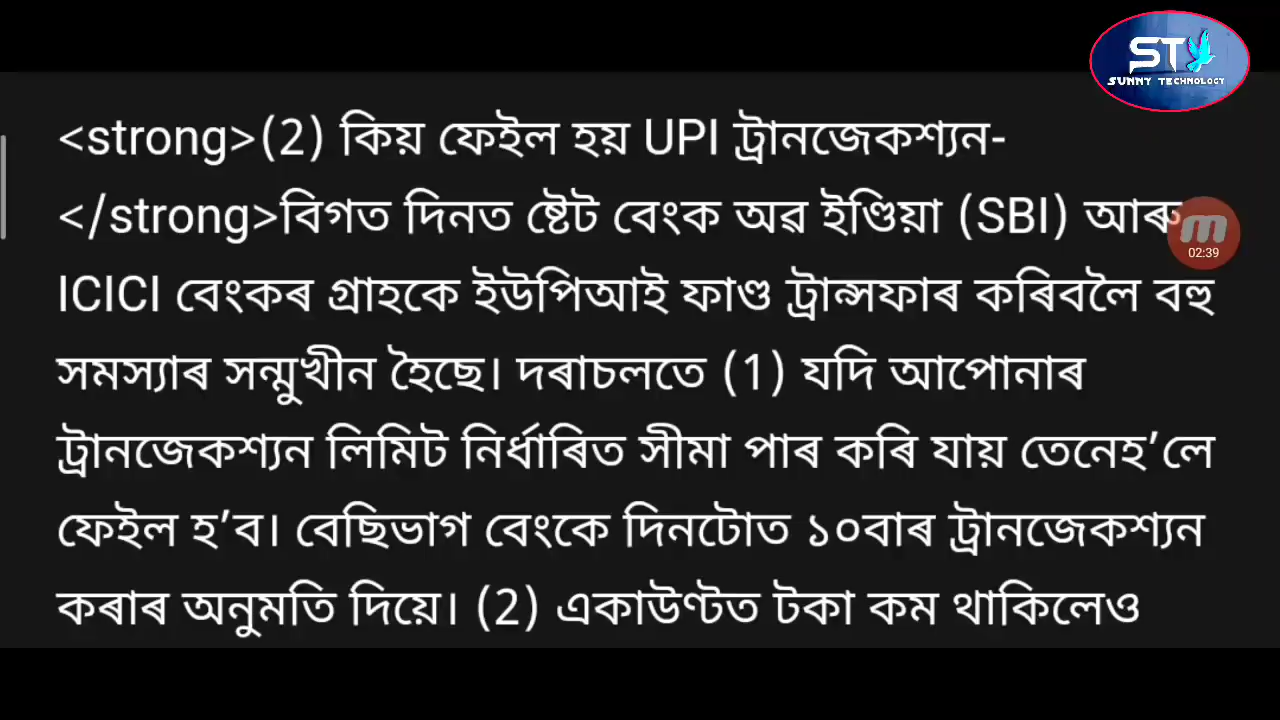 ST
SUNNY TECHNOLOGY
<strong>(2) কিয় ফেইল হয় UPI ট্ৰানজেকশ্যন-
</strong>বিগত দিনত ষ্টেট বেংক অৱ ইণ্ডিয়া (SBI) আৰু
ICICI বেংকৰ গ্ৰাহকে ইউপিআই ফাণ্ড ট্ৰান্সফাৰ কৰিবলৈ বহু
সমস্যাৰ সন্মুখীন হৈছে। দৰাচলতে (1) যদি আপোনাৰ
ট্ৰানজেকশ্যন লিমিট নিৰ্ধাৰিত সীমা পাৰ কৰি যায় তেনেহ’লে
ফেইল হ’ব। বেছিভাগ বেংকে দিনটোত ১০বাৰ ট্ৰানজেকশ্যন
কৰাৰ অনুমতি দিয়ে। (2) একাউণ্টত টকা কম থাকিলেও
02:39